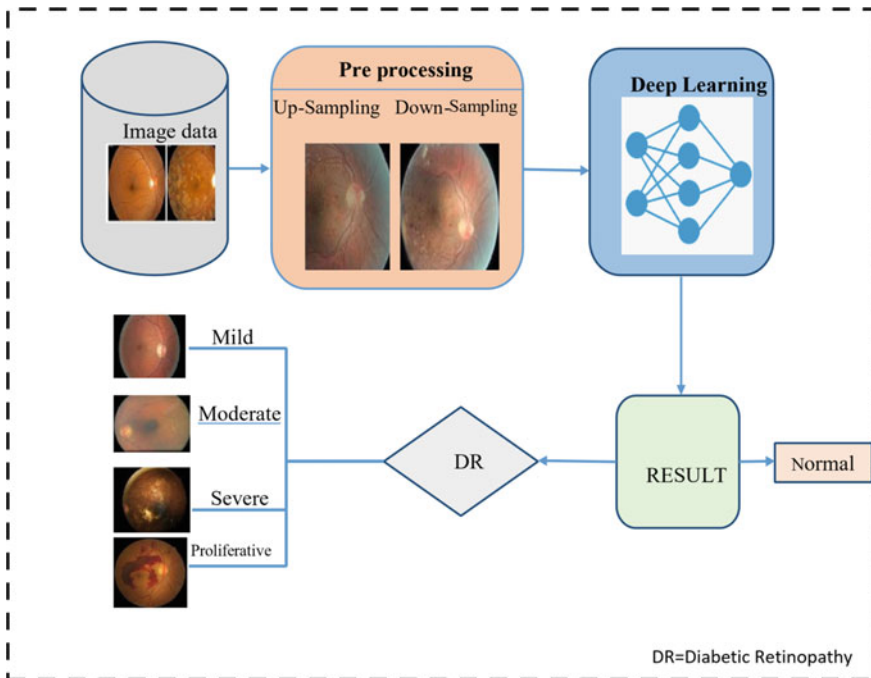 Image data
Pre processing
Up-Sampling Down-Sampling
Deep Learning
Mild
Moderate
Severe
Proliferative
DR
RESULT
Normal
DR=Diabetic Retinopathy